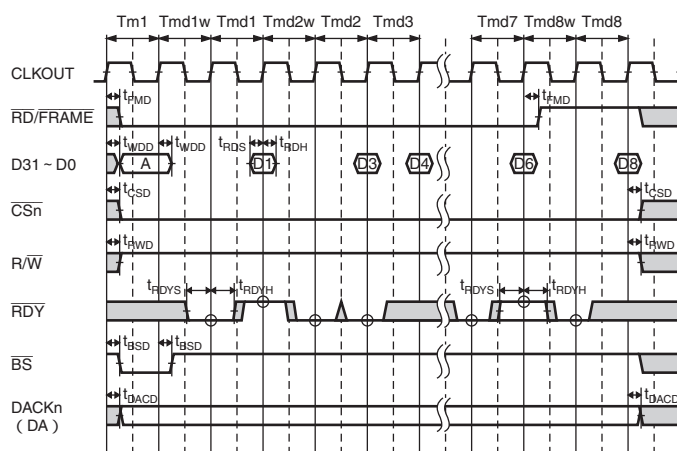 Tm1 Tmd1w Tmd1 Tmd2w Tmd2 Tmd3 Tmd7 Tmd8w Tmd8
CLKOUT
tFMD tFMD
RD/FRAME
tWDD tWDD tRDS tRDH
D31 ~ D0 A D1 D3 D4 D6 D8
tCSD tCSD
CSn
tRWD tRWD
R/W
tRDYS tRDYH tRDYS tRDYH
RDY
tBSD tBSD
BS
tDACD tDACD
DACKn
(DA)